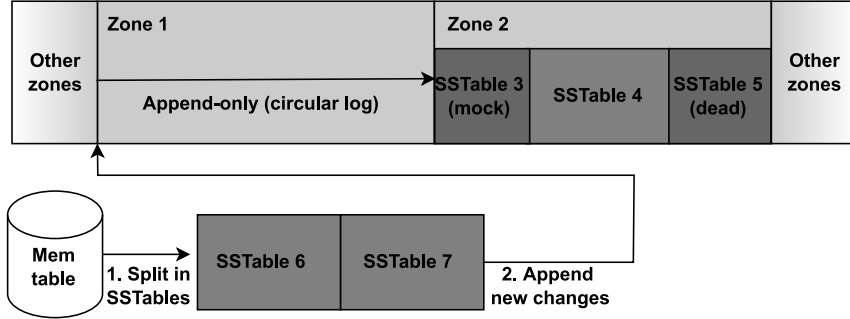 Zone 1
Zone 2
Other
zones
Append-only (circular log)
SSTable 3
(mock)
SSTable 4
SSTable 5
(dead)
Other
zones
Mem
table
1. Split in
SSTables
SSTable 6
SSTable 7
2. Append
new changes